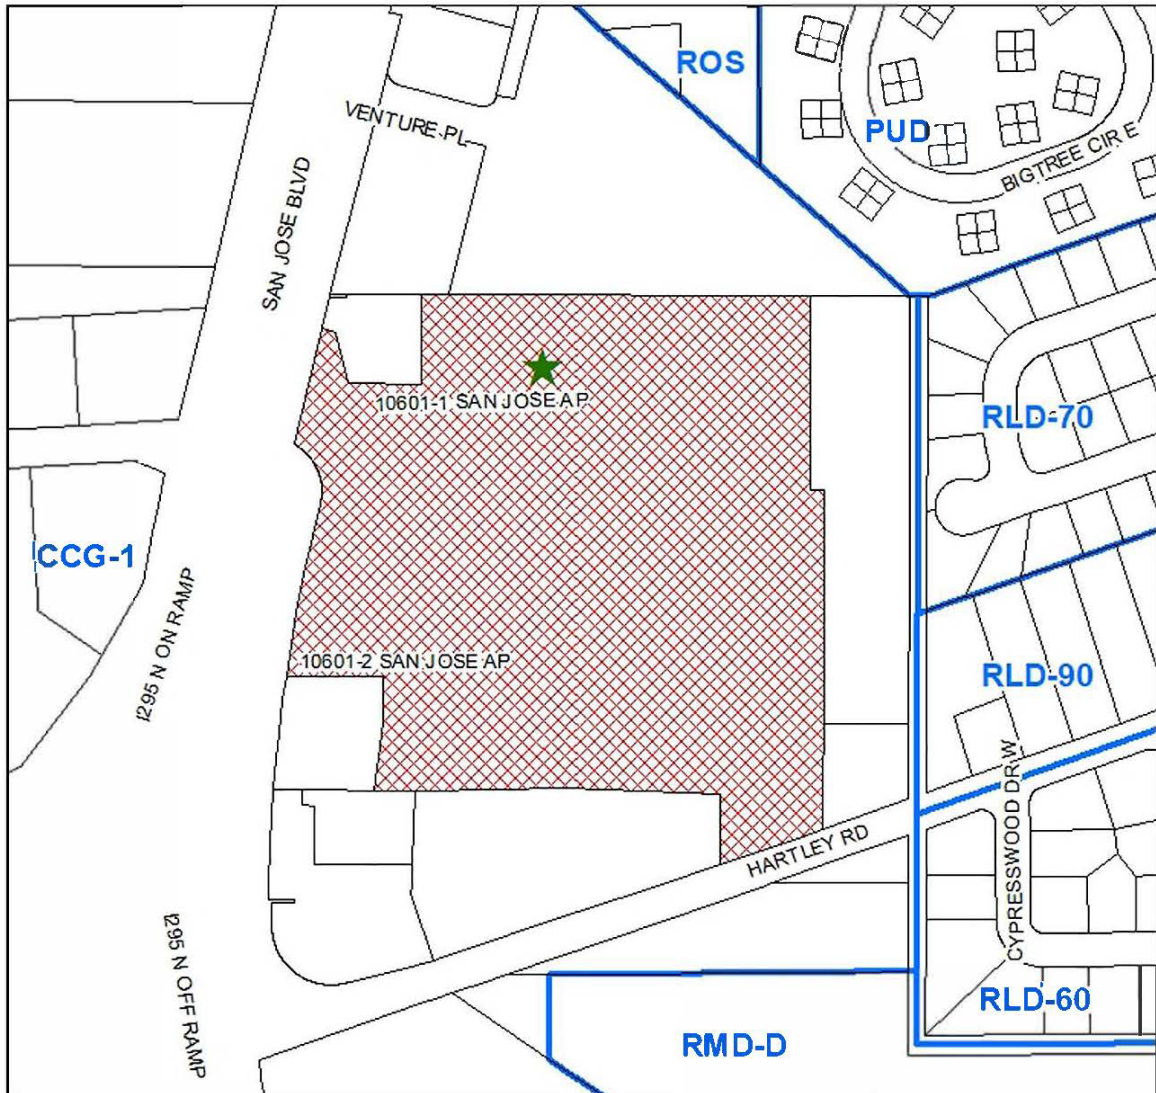 ROS
PUD
VENTURE PL
BIGTREE CIR E
SAN JOSE BLVD
10601-1 SAN JOSE AP
RLD-70
CCG-1
I295 N ON RAMP
10601-2 SAN JOSE AP
RLD-90
CYPRESSWOOD DR W
HARTLEY RD
I295 N OFF RAMP
RLD-60
RMD-D